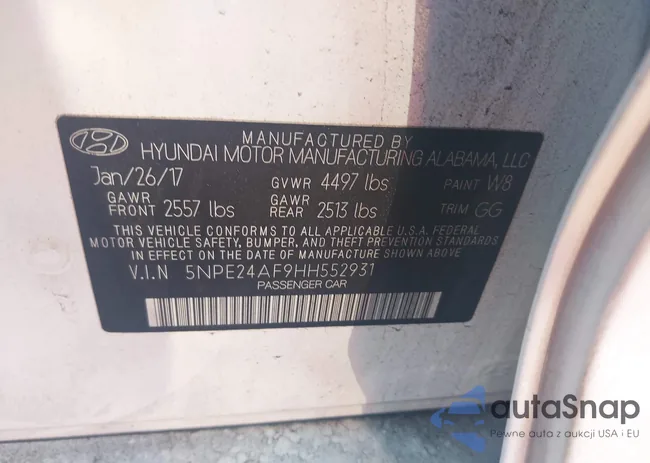 MANUFACTURED BY
HYUNDAI MOTOR MANUFACTURING ALABAMA, LLC
Jan/26/17 GVWR 4497 lbs PAINT W8
GAWR FRONT 2557 lbs GAWR REAR 2513 lbs TRIM GG
THIS VEHICLE CONFORMS TO ALL APPLICABLE U.S.A. FEDERAL
MOTOR VEHICLE SAFETY, BUMPER, AND THEFT PREVENTION STANDARDS
IN EFFECT ON THE DATE OF MANUFACTURE SHOWN ABOVE.
V.I.N 5NPE24AF9HH552931
PASSENGER CAR
autoSnap
Pewne auta z aukcji USA i EU